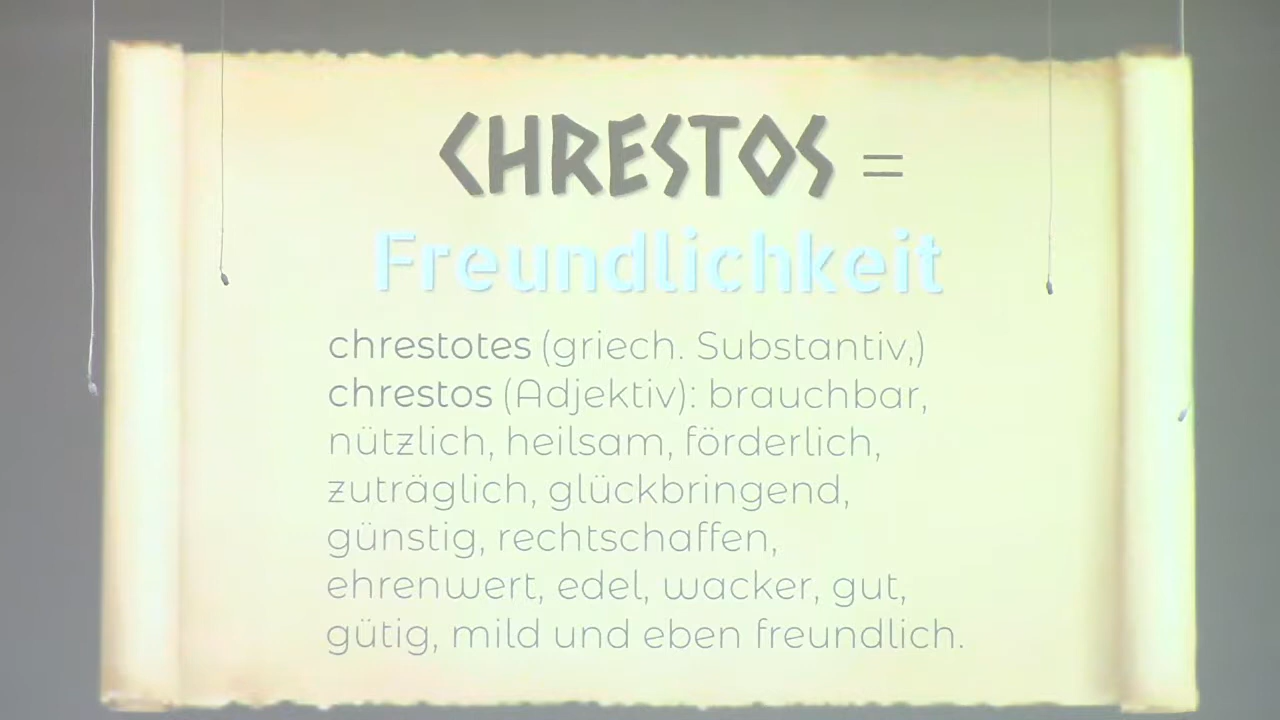 CHRESTOS =
Freundlichkeit
chrestotes (griech. Substantiv,)
chrestos (Adjektiv): brauchbar,
nützlich, heilsam, förderlich,
zuträglich, glückbringend,
günstig, rechtschaffen,
ehrenwert, edel, wacker, gut,
gütig, mild und eben freundlich.